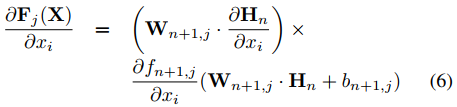 ∂F_j(X)/∂x_i = (W_{n+1,j} · ∂H_n/∂x_i) ×
∂f_{n+1,j}/∂x_i (W_{n+1,j} · H_n + b_{n+1,j}) (6)